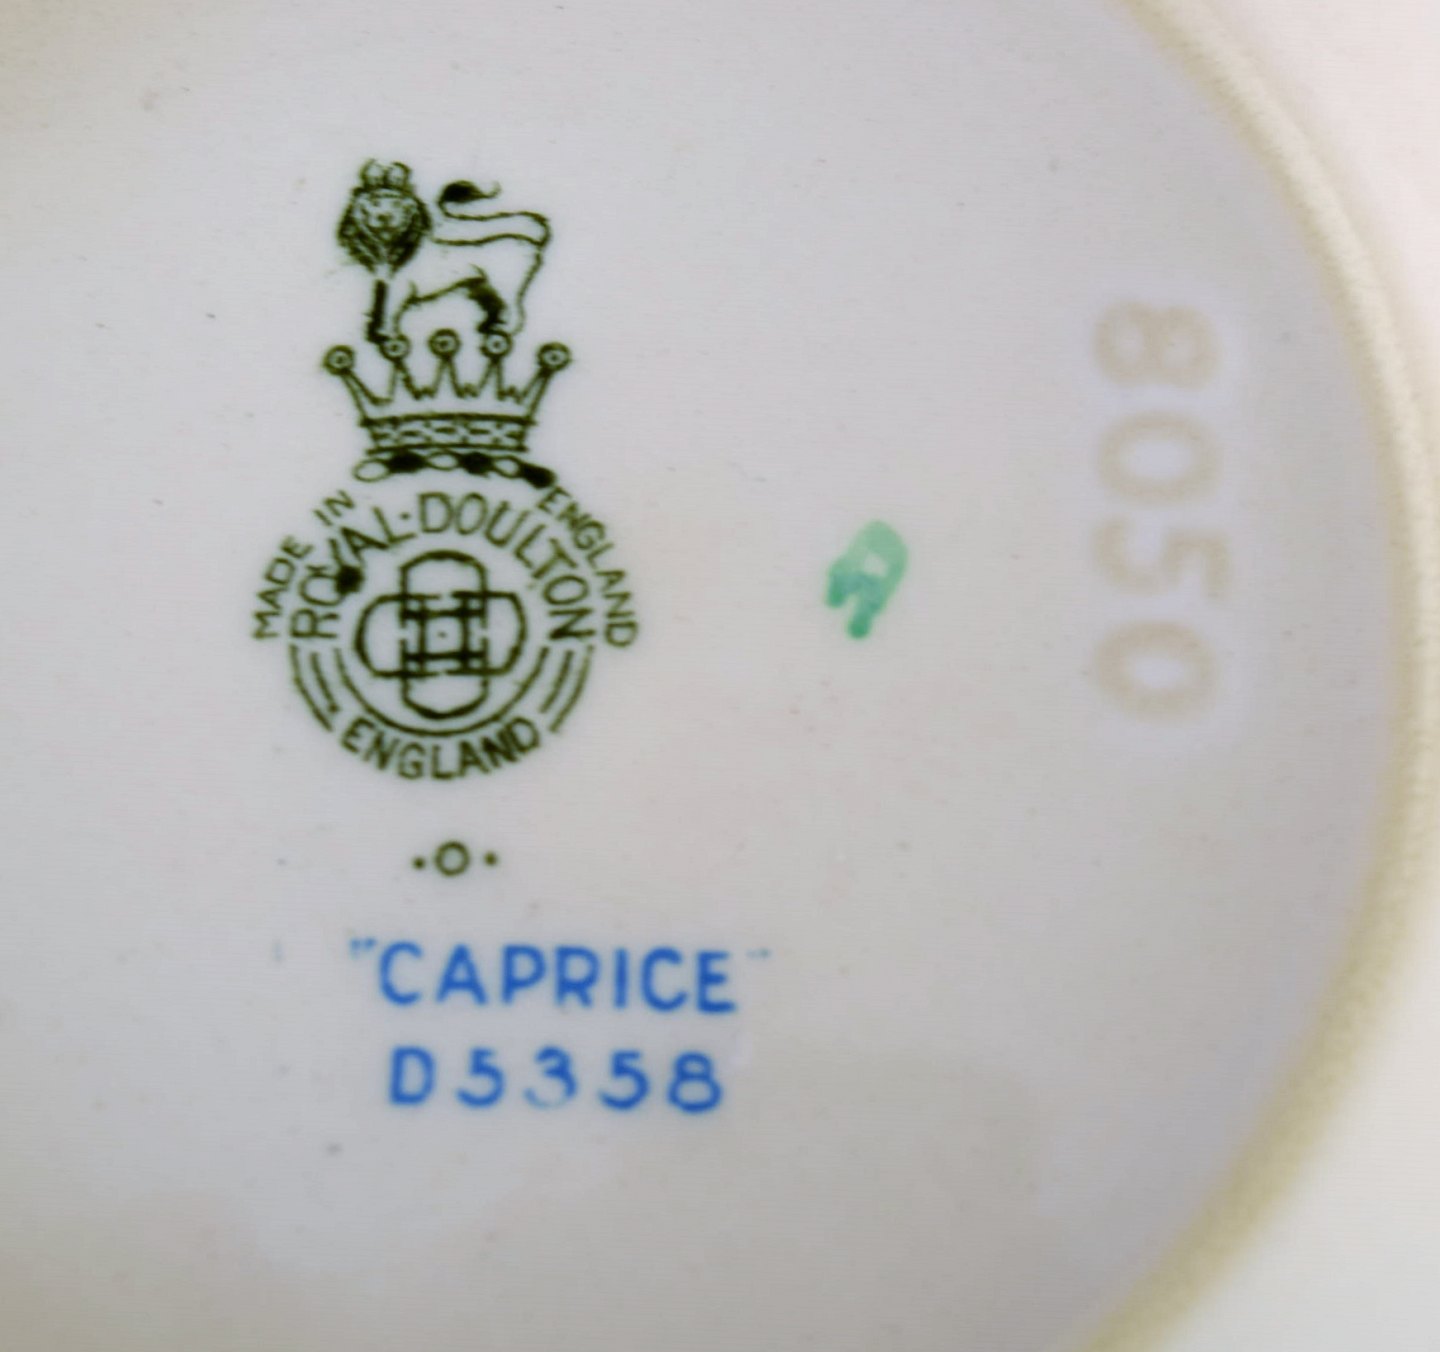 MADE IN ENGLAND
ROYAL·DOULTON
ENGLAND
·O·
"CAPRICE"
D5358
8050